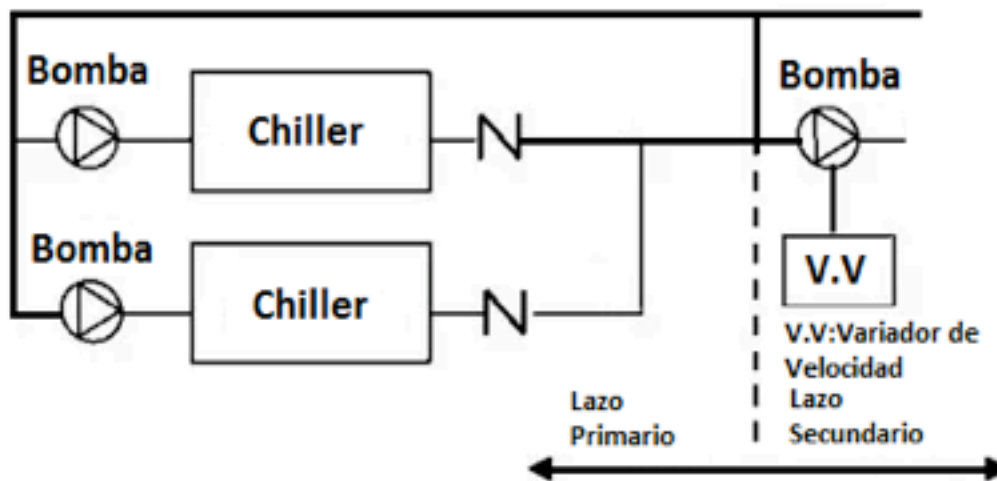 Bomba
Chiller
Bomba
Bomba
Chiller
V.V
V.V:Variador de
Velocidad
Lazo
Primario
Lazo
Secundario